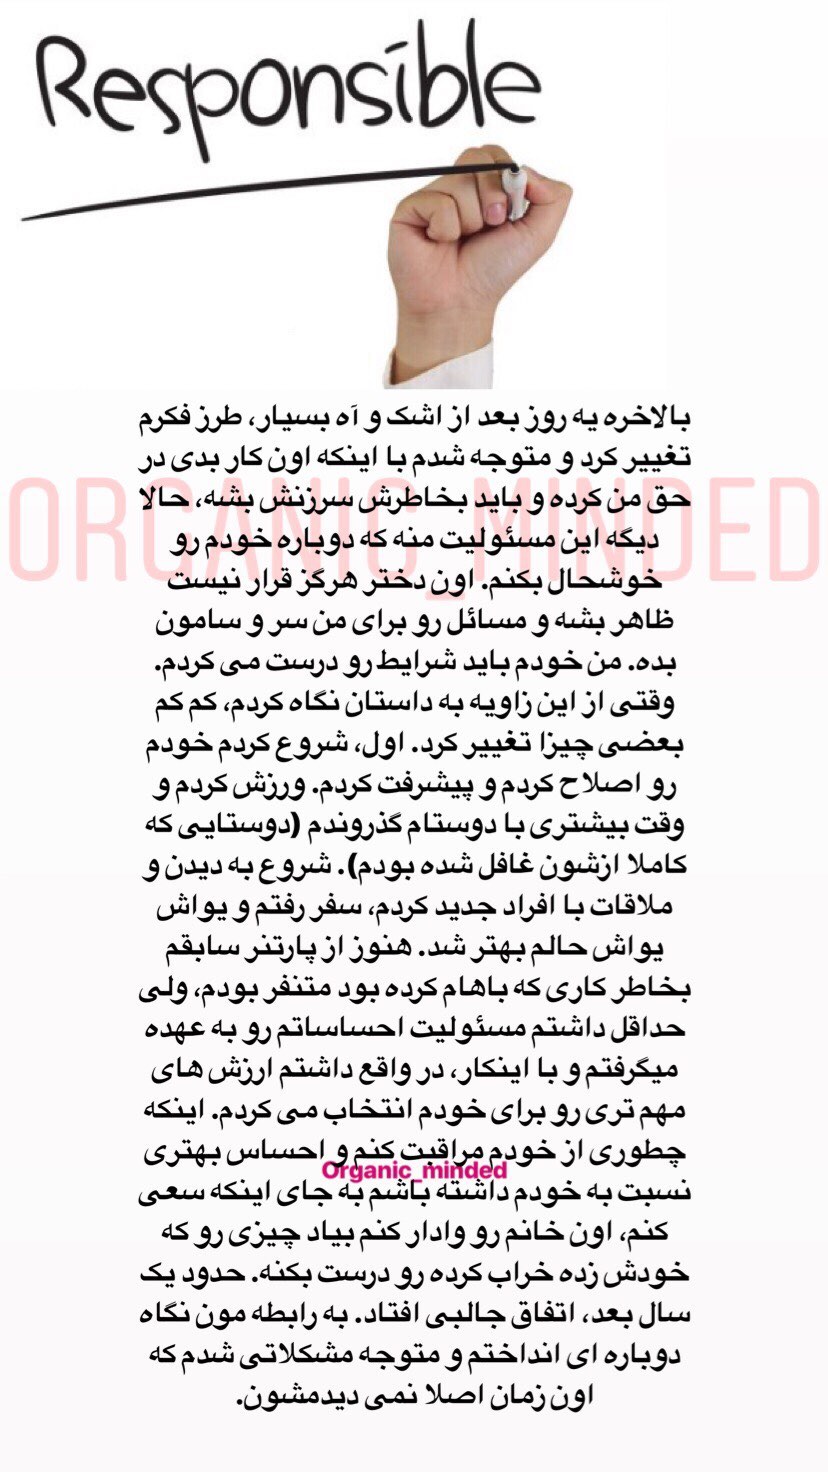 Responsible
بالاخره یه روز بعد از اشک و آه بسیار، طرز فکرم
تغییر کرد و متوجه شدم با اینکه اون کار بدی در
حق من کرده و باید بخاطرش سرزنش بشه، حالا
دیگه این مسئولیت منه که دوباره خودم رو
خوشحال بکنم. اون دختر هرگز قرار نیست
ظاهر بشه و مسائل رو برای من سر و سامون
بده. من خودم باید شرایط رو درست می کردم.
وقتی از این زاویه به داستان نگاه کردم، کم کم
بعضی چیزا تغییر کرد. اول، شروع کردم خودم
رو اصلاح کردم و پیشرفت کردم. ورزش کردم و
وقت بیشتری با دوستام گذروندم (دوستایی که
کاملا ازشون غافل شده بودم). شروع به دیدن و
ملاقات با افراد جدید کردم، سفر رفتم و یواش
یواش حالم بهتر شد. هنوز از پارتنر سابقم
بخاطر کاری که باهام کرده بود متنفر بودم، ولی
حداقل داشتم مسئولیت احساساتم رو به عهده
میگرفتم و با اینکار، در واقع داشتم ارزش های
مهم تری رو برای خودم انتخاب می کردم. اینکه
چطوری از خودم مراقبت کنم و احساس بهتری
نسبت به خودم داشته باشم به جای اینکه سعی
کنم، اون خانم رو وادار کنم بیاد چیزی رو که
خودش زده خراب کرده رو درست بکنه. حدود یک
سال بعد، اتفاق جالبی افتاد. به رابطه مون نگاه
دوباره ای انداختم و متوجه مشکلاتی شدم که
اون زمان اصلا نمی دیدمشون.
ORGANIC_MINDED
Organic_minded